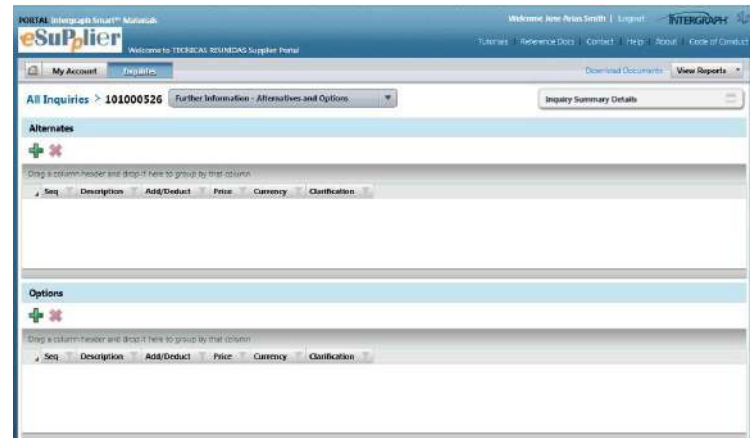 PORTAL Intergraph Smart™ Materials
Welcome Jane Arias Smith | Logout
INTERGRAPH
eSuPplier
Welcome to TECNICAS REUNIDAS Supplier Portal
Tutorials | Reference Docs | Contact | Help | About | Code of Conduct
My Account
Inquiries
Download Documents
View Reports
All Inquiries > 101000526
Further Information - Alternatives and Options
Inquiry Summary Details
Alternates
Drag a column header and drop it here to group by that column
Seq Description Add/Deduct Price Currency Clarification
Options
Drag a column header and drop it here to group by that column
Seq Description Add/Deduct Price Currency Clarification